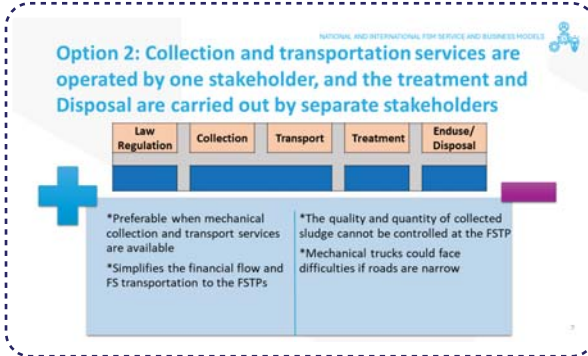 NATIONAL AND INTERNATIONAL FSM SERVICE AND BUSINESS MODELS
Option 2: Collection and transportation services are
operated by one stakeholder, and the treatment and
Disposal are carried out by separate stakeholders
Law
Regulation
Collection
Transport
Treatment
Enduse/
Disposal
*Preferable when mechanical
collection and transport services
are available
*Simplifies the financial flow and
FS transportation to the FSTPs
*The quality and quantity of collected
sludge cannot be controlled at the FSTP
*Mechanical trucks could face
difficulties if roads are narrow
7